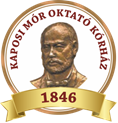 KAPOSI MÓR OKTATÓ KÓRHÁZ
1846